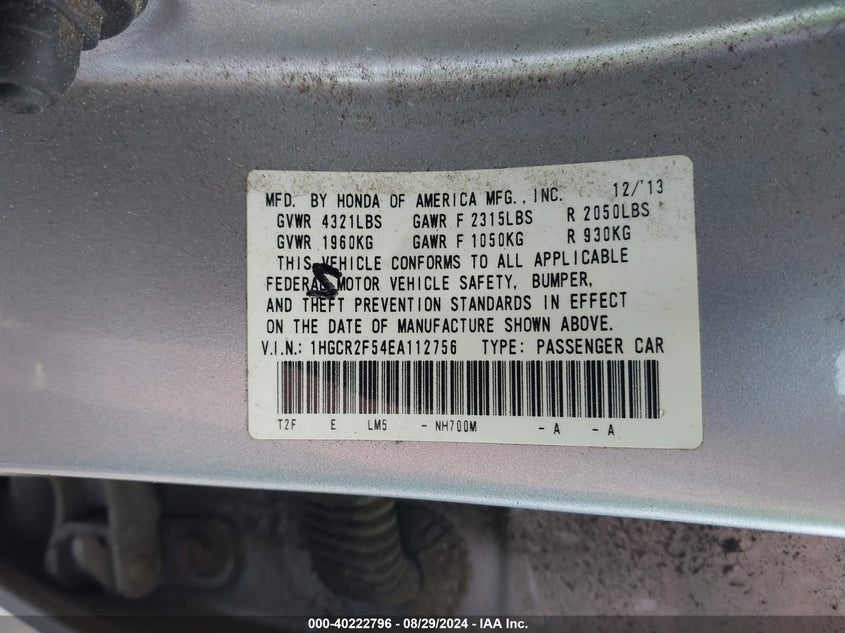 MFD. BY HONDA OF AMERICA MFG., INC. 12/'13
GVWR 4321LBS GAWR F 2315LBS R 2050LBS
GVWR 1960KG GAWR F 1050KG R 930KG
THIS VEHICLE CONFORMS TO ALL APPLICABLE
FEDERAL MOTOR VEHICLE SAFETY, BUMPER,
AND THEFT PREVENTION STANDARDS IN EFFECT
ON THE DATE OF MANUFACTURE SHOWN ABOVE.
V.I.N.: 1HGCR2F54EA112756 TYPE: PASSENGER CAR
T2F E LM5 - NH700M - A - A
000-40222796 - 08/29/2024 - IAA Inc.